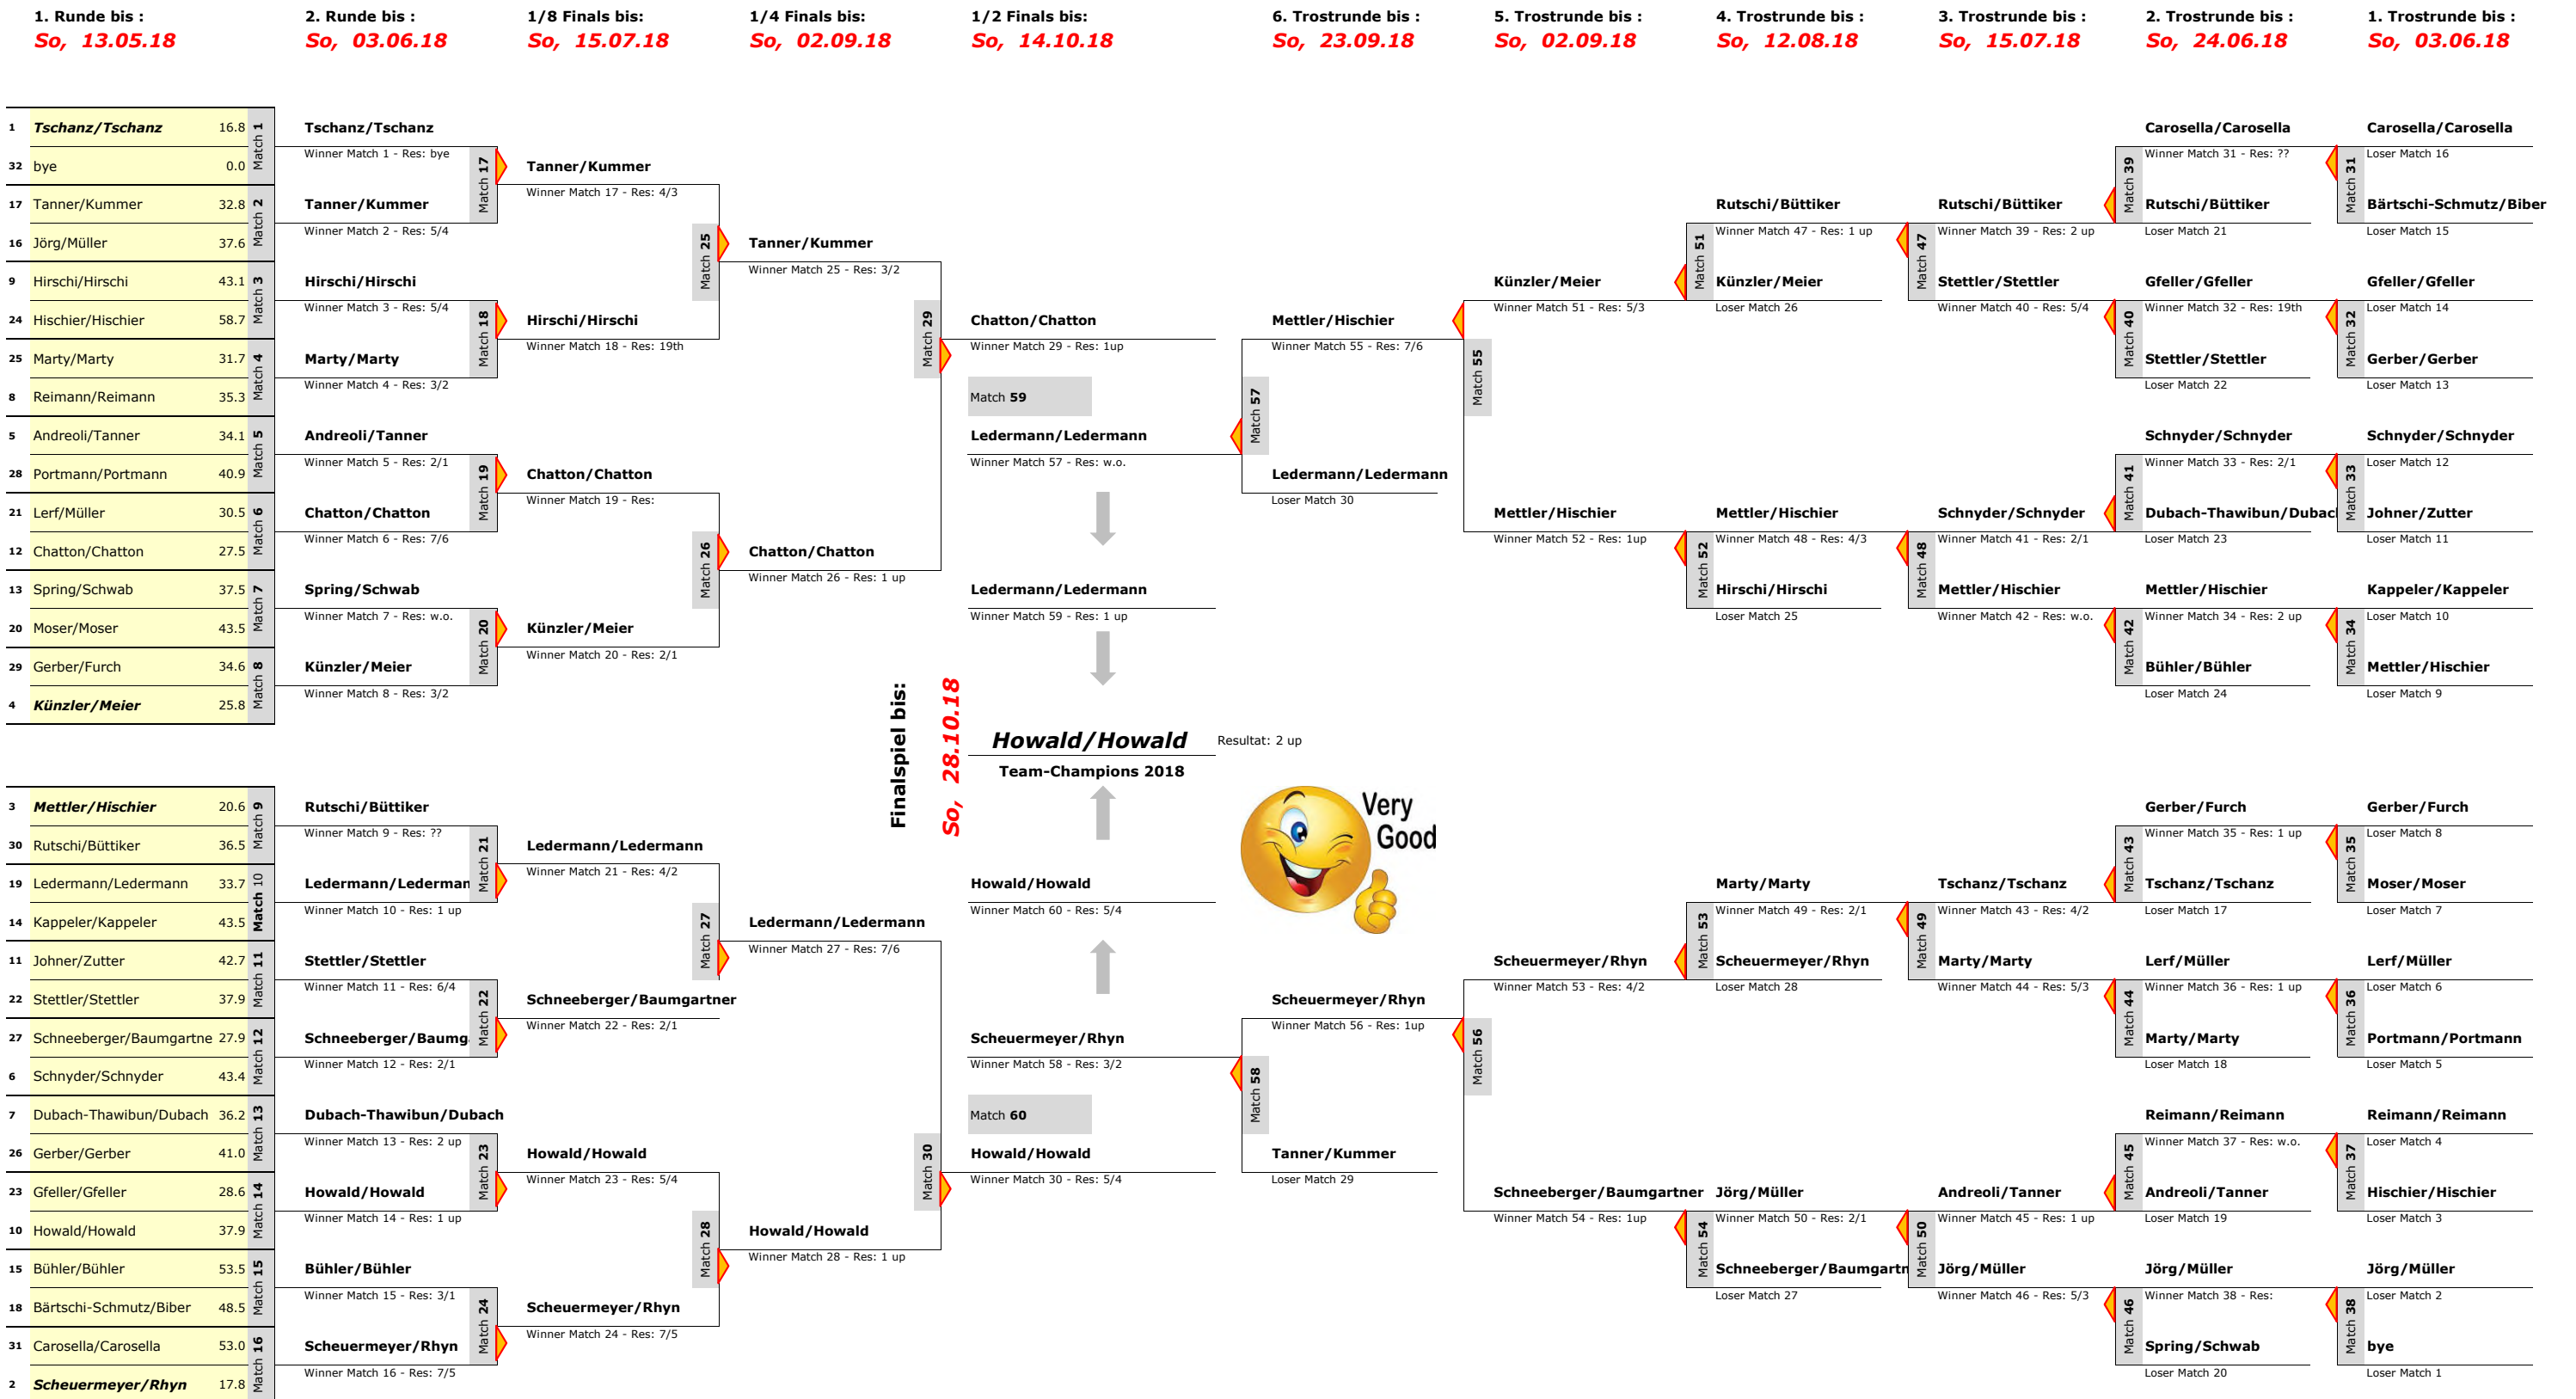 1. Runde bis :
So, 13.05.18
2. Runde bis :
So, 03.06.18
1/8 Finals bis:
So, 15.07.18
1/4 Finals bis:
So, 02.09.18
1/2 Finals bis:
So, 14.10.18
6. Trostrunde bis :
So, 23.09.18
5. Trostrunde bis :
So, 02.09.18
4. Trostrunde bis :
So, 12.08.18
3. Trostrunde bis :
So, 15.07.18
2. Trostrunde bis :
So, 24.06.18
1. Trostrunde bis :
So, 03.06.18
1 Tschanz/Tschanz 16.8
Match 1
32 bye 0.0
17 Tanner/Kummer 32.8
Match 2
16 Jörg/Müller 37.6
9 Hirschi/Hirschi 43.1
Match 3
24 Hischier/Hischier 58.7
25 Marty/Marty 31.7
Match 4
8 Reimann/Reimann 35.3
5 Andreoli/Tanner 34.1
Match 5
28 Portmann/Portmann 40.9
21 Lerf/Müller 30.5
Match 6
12 Chatton/Chatton 27.5
13 Spring/Schwab 37.5
Match 7
20 Moser/Moser 43.5
29 Gerber/Furch 34.6
Match 8
4 Künzler/Meier 25.8
3 Mettler/Hischier 20.6
Match 9
30 Rutschi/Büttiker 36.5
19 Ledermann/Ledermann 33.7
Match 10
14 Kappeler/Kappeler 43.5
11 Johner/Zutter 42.7
Match 11
22 Stettler/Stettler 37.9
27 Schneeberger/Baumgartne 27.9
Match 12
6 Schnyder/Schnyder 43.4
7 Dubach-Thawibun/Dubach 36.2
Match 13
26 Gerber/Gerber 41.0
23 Gfeller/Gfeller 28.6
Match 14
10 Howald/Howald 37.9
15 Bühler/Bühler 53.5
Match 15
18 Bärtschi-Schmutz/Biber 48.5
31 Carosella/Carosella 53.0
Match 16
2 Scheuermeyer/Rhyn 17.8
Tschanz/Tschanz
Winner Match 1 - Res: bye
Match 17
Tanner/Kummer
Winner Match 2 - Res: 5/4
Hirschi/Hirschi
Winner Match 3 - Res: 5/4
Match 18
Marty/Marty
Winner Match 4 - Res: 3/2
Andreoli/Tanner
Winner Match 5 - Res: 2/1
Match 19
Chatton/Chatton
Winner Match 6 - Res: 7/6
Spring/Schwab
Winner Match 7 - Res: w.o.
Match 20
Künzler/Meier
Winner Match 8 - Res: 3/2
Rutschi/Büttiker
Winner Match 9 - Res: ??
Match 21
Ledermann/Lederman
Winner Match 10 - Res: 1 up
Stettler/Stettler
Winner Match 11 - Res: 6/4
Match 22
Schneeberger/Baumg
Winner Match 12 - Res: 2/1
Dubach-Thawibun/Dubach
Winner Match 13 - Res: 2 up
Match 23
Howald/Howald
Winner Match 14 - Res: 1 up
Bühler/Bühler
Winner Match 15 - Res: 3/1
Match 24
Scheuermeyer/Rhyn
Winner Match 16 - Res: 7/5
Tanner/Kummer
Winner Match 17 - Res: 4/3
Match 25
Hirschi/Hirschi
Winner Match 18 - Res: 19th
Chatton/Chatton
Winner Match 19 - Res:
Match 26
Künzler/Meier
Winner Match 20 - Res: 2/1
Ledermann/Ledermann
Winner Match 21 - Res: 4/2
Match 27
Schneeberger/Baumgartner
Winner Match 22 - Res: 2/1
Howald/Howald
Winner Match 23 - Res: 5/4
Match 28
Scheuermeyer/Rhyn
Winner Match 24 - Res: 7/5
Tanner/Kummer
Winner Match 25 - Res: 3/2
Match 29
Chatton/Chatton
Winner Match 26 - Res: 1 up
Ledermann/Ledermann
Winner Match 27 - Res: 7/6
Match 30
Howald/Howald
Winner Match 28 - Res: 1 up
Finalspiel bis:
So, 28.10.18
Chatton/Chatton
Winner Match 29 - Res: 1up
Match 59
Ledermann/Ledermann
Winner Match 57 - Res: w.o.
Ledermann/Ledermann
Winner Match 59 - Res: 1 up
Howald/Howald
Resultat: 2 up
Team-Champions 2018
Very
Good
Howald/Howald
Winner Match 60 - Res: 5/4
Scheuermeyer/Rhyn
Winner Match 58 - Res: 3/2
Match 60
Howald/Howald
Winner Match 30 - Res: 5/4
Mettler/Hischier
Winner Match 55 - Res: 7/6
Match 57
Ledermann/Ledermann
Loser Match 30
Scheuermeyer/Rhyn
Winner Match 56 - Res: 1up
Match 58
Tanner/Kummer
Loser Match 29
Künzler/Meier
Winner Match 51 - Res: 5/3
Match 55
Mettler/Hischier
Winner Match 52 - Res: 1up
Scheuermeyer/Rhyn
Winner Match 53 - Res: 4/2
Match 56
Schneeberger/Baumgartner
Winner Match 54 - Res: 1up
Rutschi/Büttiker
Winner Match 47 - Res: 1 up
Match 51
Künzler/Meier
Loser Match 26
Mettler/Hischier
Winner Match 48 - Res: 4/3
Match 52
Hirschi/Hirschi
Loser Match 25
Marty/Marty
Winner Match 49 - Res: 2/1
Match 53
Scheuermeyer/Rhyn
Loser Match 28
Jörg/Müller
Winner Match 50 - Res: 2/1
Match 54
Schneeberger/Baumgartn
Loser Match 27
Rutschi/Büttiker
Winner Match 39 - Res: 2 up
Match 47
Stettler/Stettler
Winner Match 40 - Res: 5/4
Schnyder/Schnyder
Winner Match 41 - Res: 2/1
Match 48
Mettler/Hischier
Winner Match 42 - Res: w.o.
Tschanz/Tschanz
Winner Match 43 - Res: 4/2
Match 49
Marty/Marty
Winner Match 44 - Res: 5/3
Andreoli/Tanner
Winner Match 45 - Res: 1 up
Match 50
Jörg/Müller
Winner Match 46 - Res: 5/3
Carosella/Carosella
Winner Match 31 - Res: ??
Match 39
Rutschi/Büttiker
Loser Match 21
Gfeller/Gfeller
Winner Match 32 - Res: 19th
Match 40
Stettler/Stettler
Loser Match 22
Schnyder/Schnyder
Winner Match 33 - Res: 2/1
Match 41
Dubach-Thawibun/Dubacl
Loser Match 23
Mettler/Hischier
Winner Match 34 - Res: 2 up
Match 42
Bühler/Bühler
Loser Match 24
Gerber/Furch
Winner Match 35 - Res: 1 up
Match 43
Tschanz/Tschanz
Loser Match 17
Lerf/Müller
Winner Match 36 - Res: 1 up
Match 44
Marty/Marty
Loser Match 18
Reimann/Reimann
Winner Match 37 - Res: w.o.
Match 45
Andreoli/Tanner
Loser Match 19
Jörg/Müller
Winner Match 38 - Res:
Match 46
Spring/Schwab
Loser Match 20
Carosella/Carosella
Loser Match 16
Match 31
Bärtschi-Schmutz/Biber
Loser Match 15
Gfeller/Gfeller
Loser Match 14
Match 32
Gerber/Gerber
Loser Match 13
Schnyder/Schnyder
Loser Match 12
Match 33
Johner/Zutter
Loser Match 11
Kappeler/Kappeler
Loser Match 10
Match 34
Mettler/Hischier
Loser Match 9
Gerber/Furch
Loser Match 8
Match 35
Moser/Moser
Loser Match 7
Lerf/Müller
Loser Match 6
Match 36
Portmann/Portmann
Loser Match 5
Reimann/Reimann
Loser Match 4
Match 37
Hischier/Hischier
Loser Match 3
Jörg/Müller
Loser Match 2
Match 38
bye
Loser Match 1